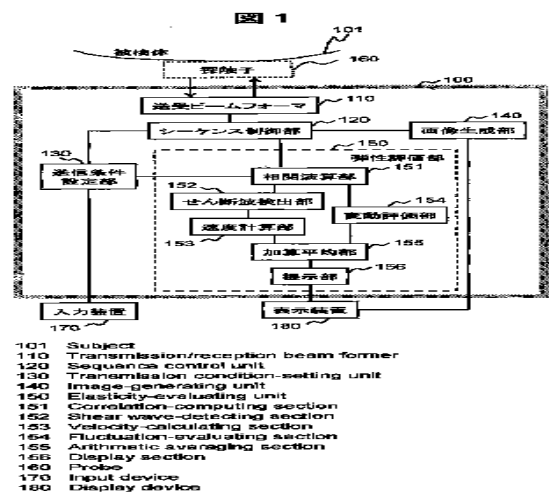 図 1
101
被検体
160
探触子
100
110
送受ビームフォーマ
120
シーケンス制御部
140
画像生成部
130
送信条件
設定部
150
弾性評価部
151
相関演算部
152
せん断波検出部
154
変動評価部
速度計算部
153
155
加算平均部
156
提示部
入力装置
170
表示装置
180
101 Subject
110 Transmission/reception beam former
120 Sequence control unit
130 Transmission condition-setting unit
140 Image-generating unit
150 Elasticity-evaluating unit
151 Correlation-computing section
152 Shear wave-detecting section
153 Velocity-calculating section
154 Fluctuation-evaluating section
155 Arithmetic averaging section
156 Display section
160 Probe
170 Input device
180 Display device